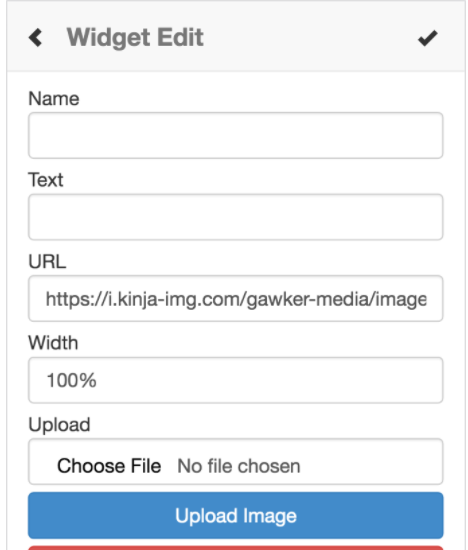 Widget Edit
Name
Text
URL
https://i.kinja-img.com/gawker-media/image
Width
100%
Upload
Choose File No file chosen
Upload Image